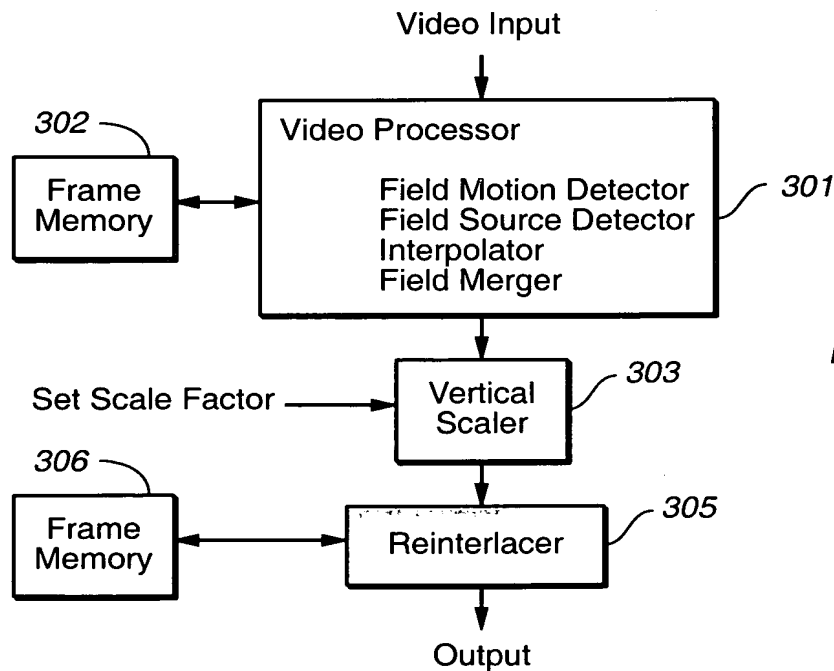 Video Input
302
Video Processor
Frame
Memory
Field Motion Detector
Field Source Detector
Interpolator
Field Merger
301
303
Set Scale Factor
Vertical
Scaler
306
305
Frame
Memory
Reinterlacer
Output